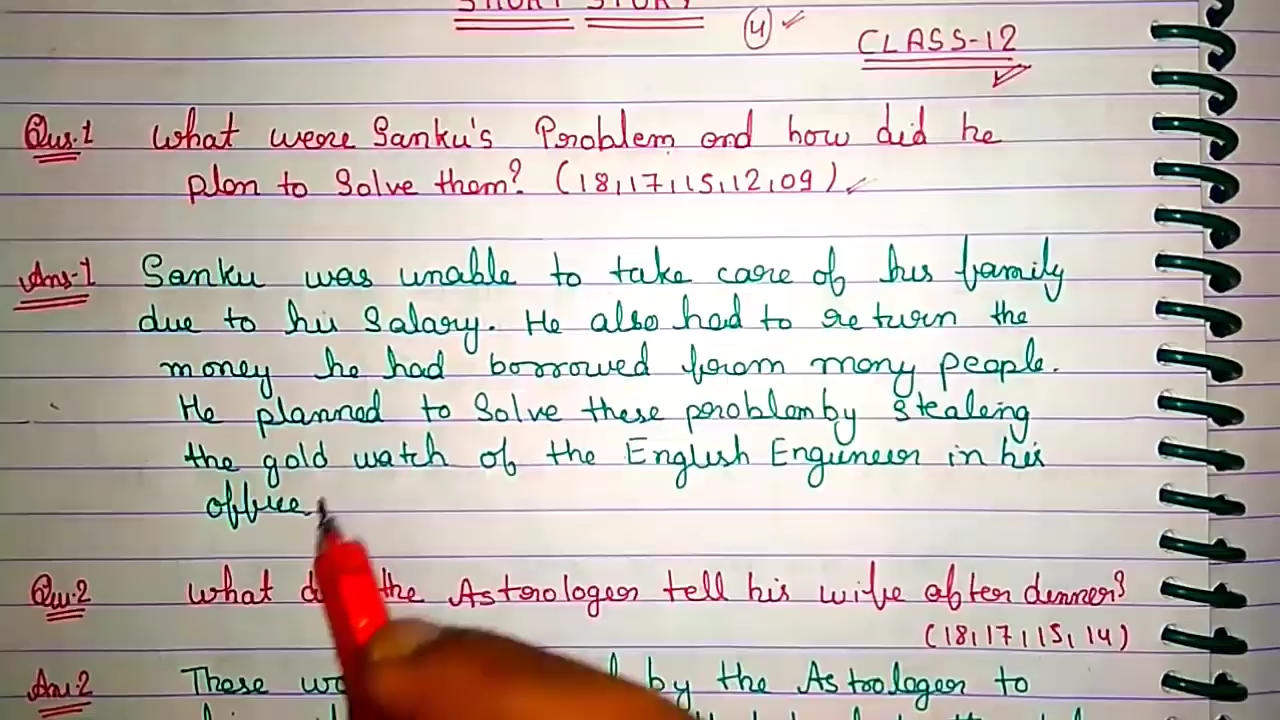 SHORT STORY
4
CLASS-12
Qus.1 What were Sanku's Problem and how did he
plan to Solve them? (18,17,15,12,09)
Ans-1 Sanku was unable to take care of his family
due to his Salary. He also had to return the
money he had borrowed from many people.
He planned to Solve these problem by Stealing
the gold watch of the English Engineer in his
office
Qus.2 What the Astrologer tell his wife after dinner?
(18,17,15,14)
Ans.2 by the Astrologer to